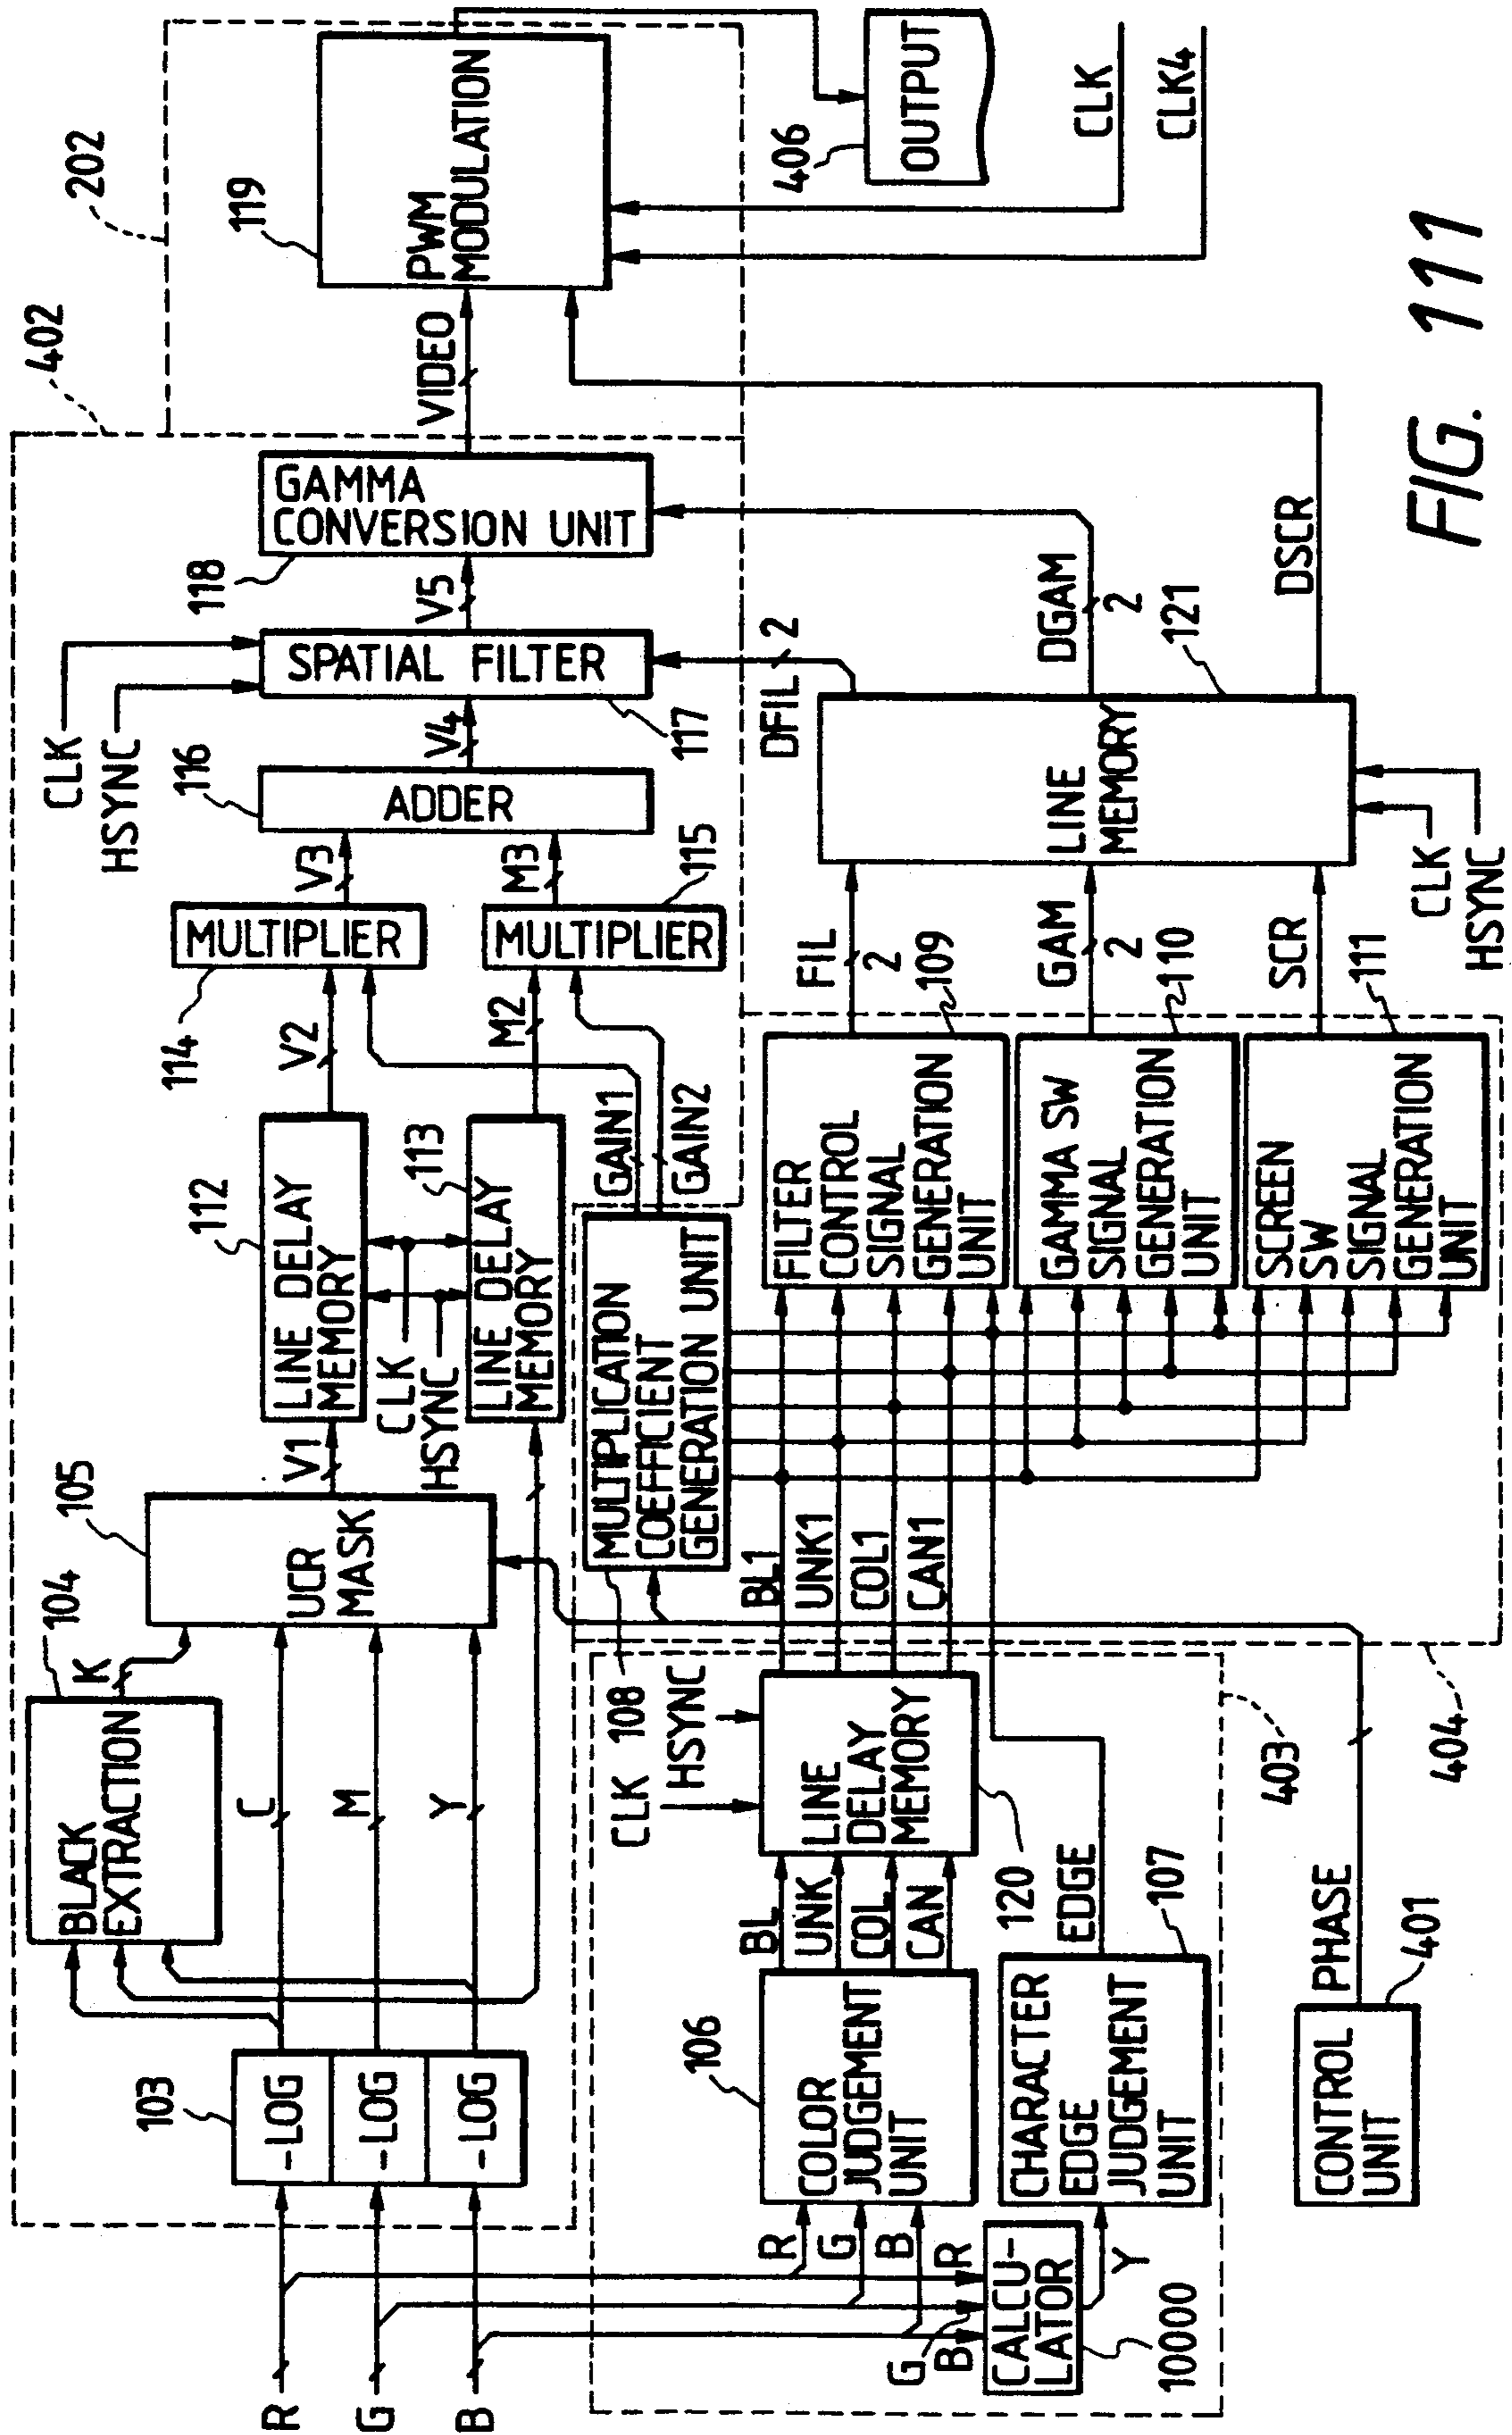 202
402
119
PWM
MODULATION
VIDEO
GAMMA
CONVERSION UNIT
118
V5
SPATIAL FILTER
117
CLK
HSYNC
V4
116
ADDER
V3
M3
115
MULTIPLIER
MULTIPLIER
114
V2
M2
GAIN1
GAIN2
112
LINE DELAY
MEMORY
113
LINE DELAY
MEMORY
CLK
HSYNC
V1
105
UCR
MASK
104
K
BLACK
EXTRACTION
C
M
Y
103
-LOG
-LOG
-LOG
R
G
B
406
OUTPUT
CLK
CLK4
DFIL
2
DGAM
2
121
DSCR
LINE
MEMORY
CLK
HSYNC
FIL
2
109
GAM
2
110
SCR
111
MULTIPLICATION
COEFFICIENT
GENERATION UNIT
108
FILTER
CONTROL
SIGNAL
GENERATION
UNIT
GAMMA SW
SIGNAL
GENERATION
UNIT
SCREEN
SW
SIGNAL
GENERATION
UNIT
BL1
UNK1
COL1
CAN1
CLK
HSYNC
LINE
DELAY
MEMORY
120
BL
UNK
COL
CAN
EDGE
106
COLOR
JUDGEMENT
UNIT
107
CHARACTER
EDGE
JUDGEMENT
UNIT
R
G
B
R
G
B
CALCU-
LATOR
Y
10000
403
404
PHASE
401
CONTROL
UNIT
FIG. 111